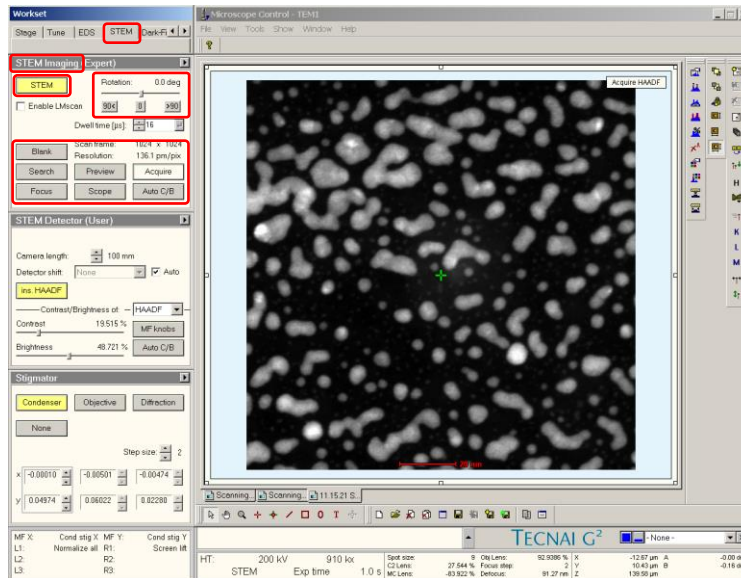 Workset
Microscope Control - TEM1
Stage
Tune
EDS
STEM
Dark-Fi
File View Tools Show Window Help
STEM Imaging (Expert)
STEM
Rotation: 0.0 deg
Enable LMscan
90<
0
>90
Dwell time [µs]: 16
Scan frame: 1024 x 1024
Resolution: 136.1 pm/pix
Blank
Search
Preview
Acquire
Focus
Scope
Auto C/B
Acquire HAADF
STEM Detector (User)
Camera length: 100 mm
Detector shift: None
Auto
ins. HAADF
Contrast/Brightness of
HAADF
Contrast 19.515 %
MF knobs
Brightness 48.721 %
Auto C/B
Stigmator
Condenser
Objective
Diffraction
None
Step size: 2
x -0.00010 -0.00501 -0.00474
y 0.04974 0.06022 0.02280
Scanning...
Scanning...
11.15.21 S...
H
K
L
M
TECNAI G²
- None -
MF X: Cond stig X MF Y: Cond stig Y
L1: Normalize all R1: Screen lift
L2: R2:
L3: R3:
HT: 200 kV 910 kx
STEM Exp time 1.0 s
Spot size: 9 Obj Lens: 92.9386 % X -12.67 µm A
C2 Lens: 27.544 % Focus step: 2 Y 10.43 µm B
MC Lens: -83.922 % Defocus: 91.27 nm Z 139.58 µm